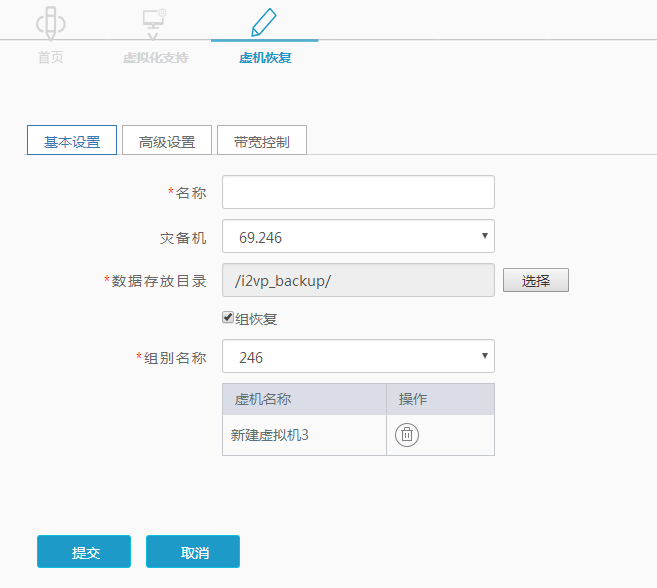 首页
虚拟化支持
虚机恢复
基本设置
高级设置
带宽控制
*名称
灾备机
69.246
*数据存放目录
/i2vp_backup/
选择
组恢复
*组别名称
246
虚机名称
操作
新建虚拟机3
提交
取消